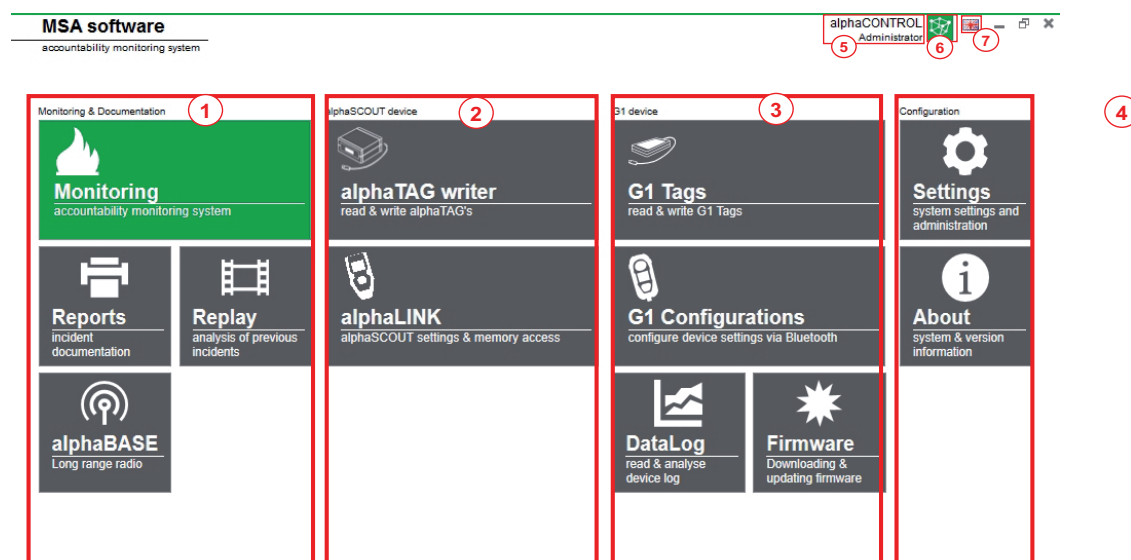 MSA software
accountability monitoring system
alphaCONTROL
Administrator
5
6
7
Monitoring & Documentation
1
Monitoring
accountability monitoring system
Reports
incident
documentation
Replay
analysis of previous
incidents
alphaBASE
Long range radio
alphaSCOUT device
2
alphaTAG writer
read & write alphaTAG's
alphaLINK
alphaSCOUT settings & memory access
G1 device
3
G1 Tags
read & write G1 Tags
G1 Configurations
configure device settings via Bluetooth
DataLog
read & analyse
device log
Firmware
Downloading &
updating firmware
Configuration
4
Settings
system settings and
administration
i
About
system & version
information